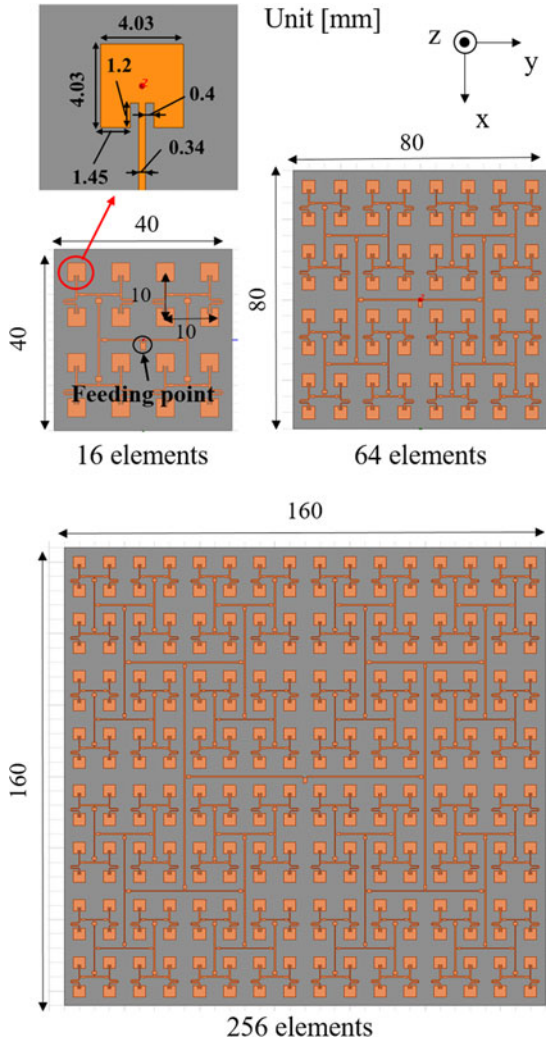 Unit [mm]
4.03
4.03
1.2
0.4
0.34
1.45
z
y
x
40
40
10
10
Feeding point
16 elements
80
80
64 elements
160
160
256 elements